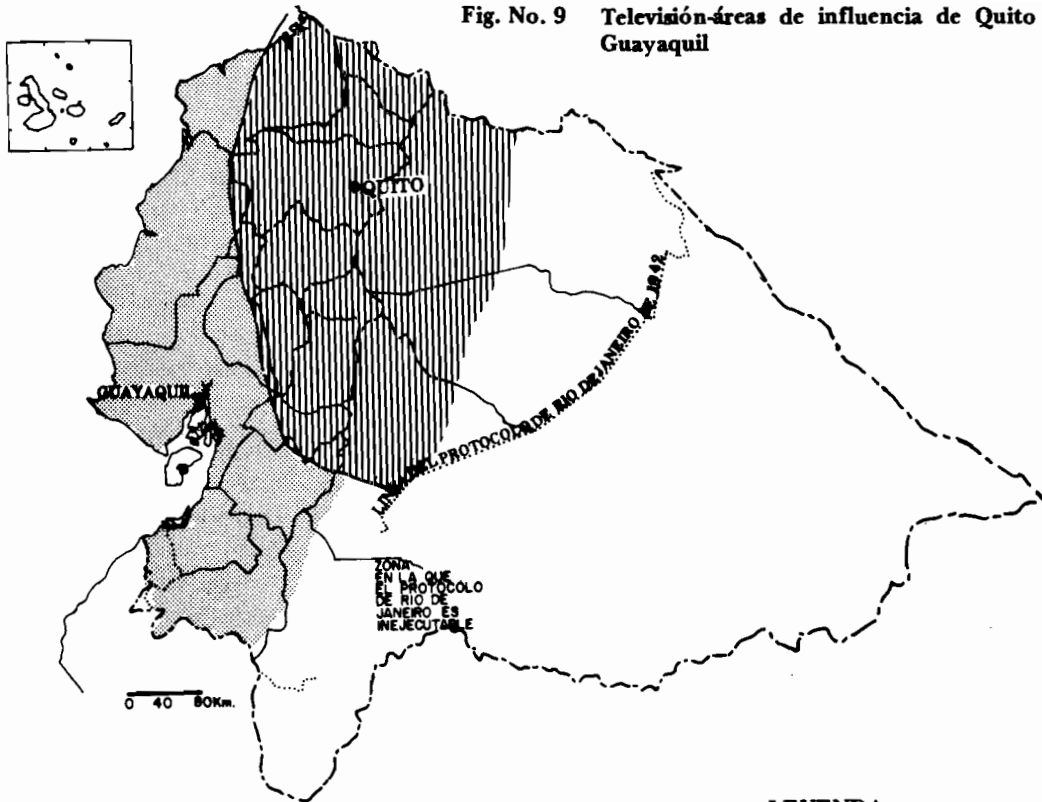 Fig. No. 9 Televisión-áreas de influencia de Quito
Guayaquil
QUITO
GUAYAQUIL
LINEA DEL PROTOCOLO DE RIO DE JANEIRO DE 1942
ZONA
EN LA QUE
EL PROTOCOLO
DE RIO DE
JANEIRO ES
INEJECUTABLE
0 40 80Km.
LEYENDA